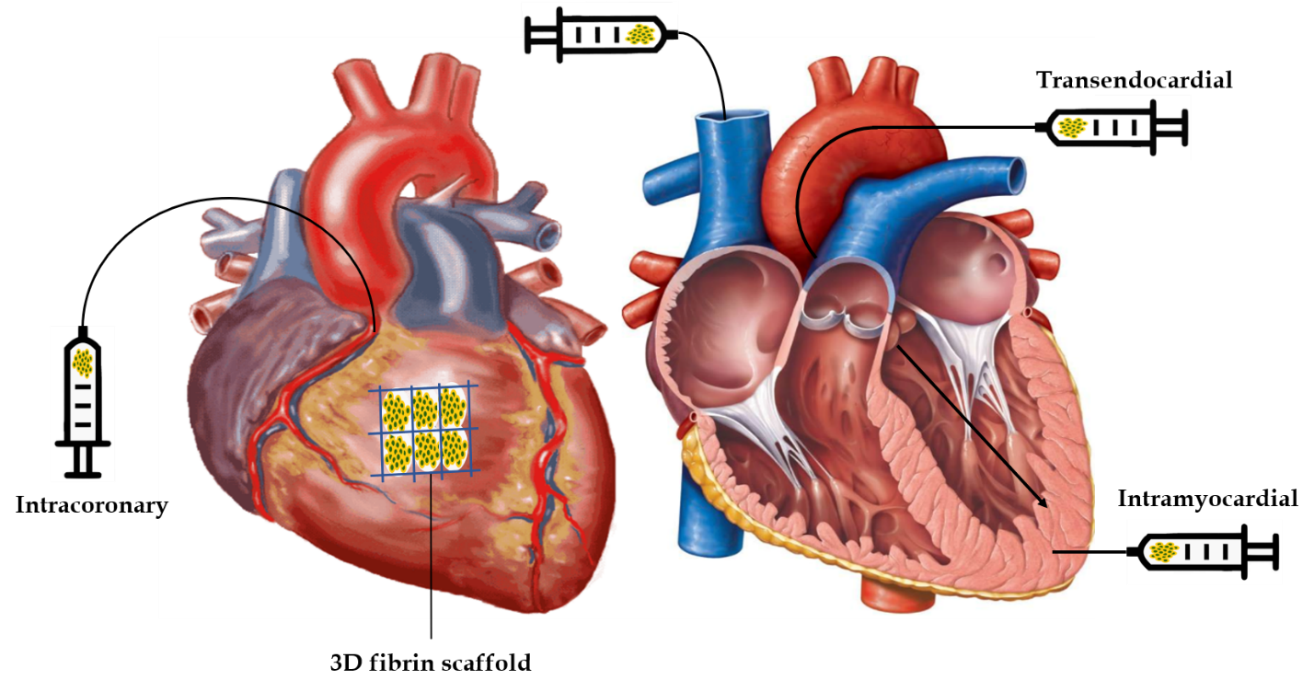 Transendocardial
Intracoronary
Intramyocardial
3D fibrin scaffold